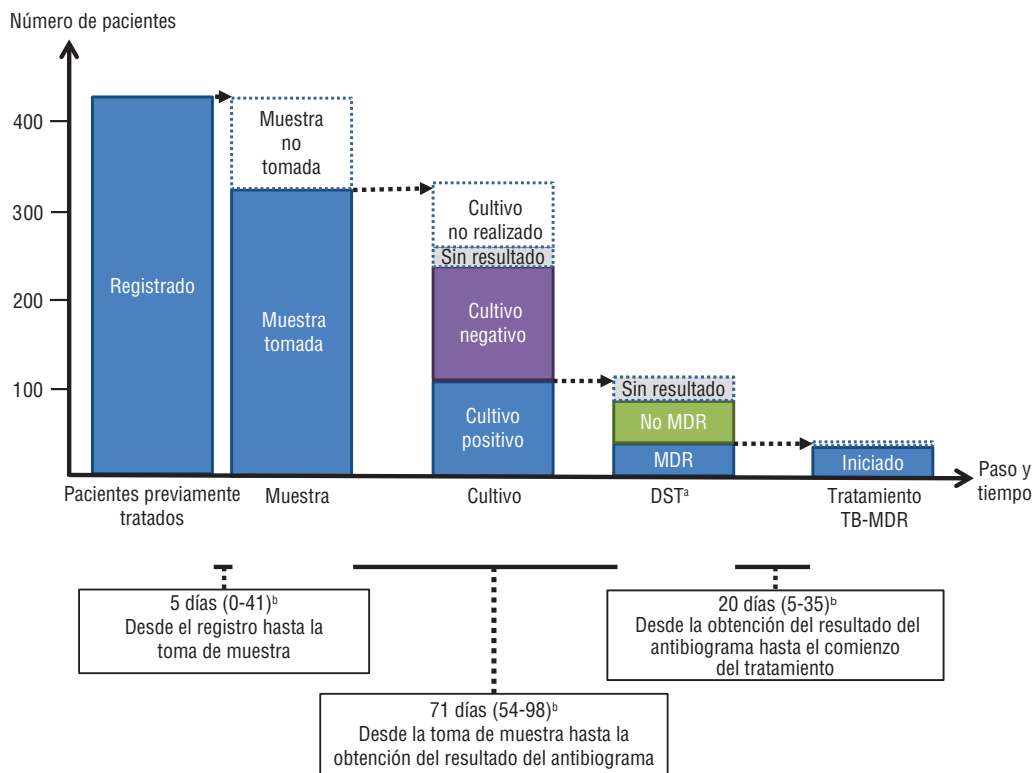 Número de pacientes
400
300
200
100
Registrado
Muestra
no
tomada
Muestra
tomada
Cultivo
no realizado
Sin resultado
Cultivo
negativo
Cultivo
positivo
Sin resultado
No MDR
MDR
Iniciado
Paso y
tiempo
Pacientes previamente
tratados
Muestra
Cultivo
DSTᵃ
Tratamiento
TB-MDR
5 días (0-41)ᵇ
Desde el registro hasta la
toma de muestra
71 días (54-98)ᵇ
Desde la toma de muestra hasta la
obtención del resultado del antibiograma
20 días (5-35)ᵇ
Desde la obtención del resultado del
antibiograma hasta el comienzo
del tratamiento